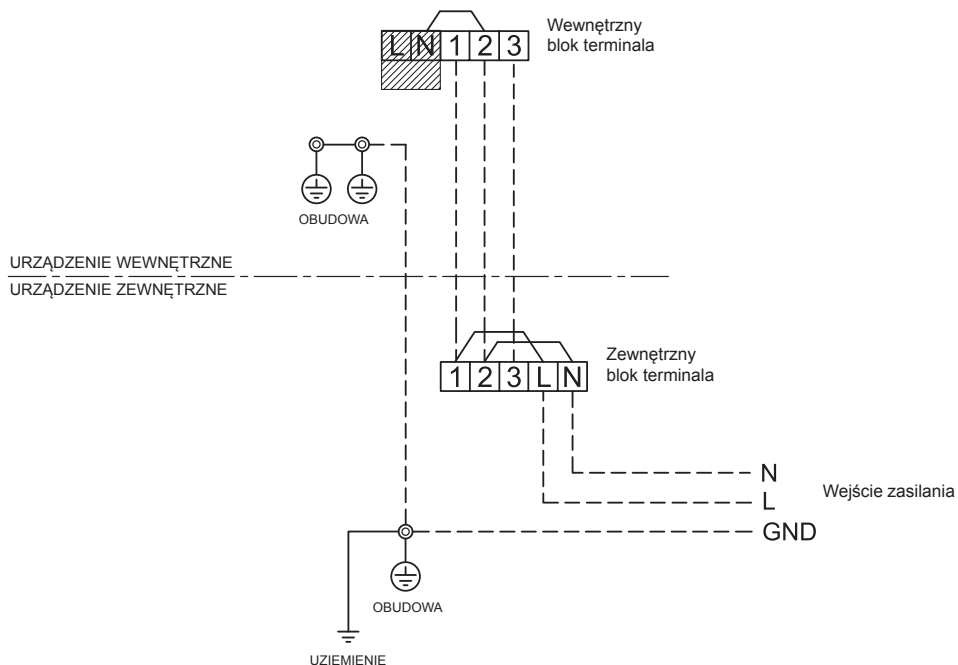 Wewnętrzny
blok terminala
L N 1 2 3
OBUDOWA
URZĄDZENIE WEWNĘTRZNE
URZĄDZENIE ZEWNĘTRZNE
Zewnętrzny
blok terminala
1 2 3 L N
N
L
Wejście zasilania
GND
OBUDOWA
UZIEMIENIE